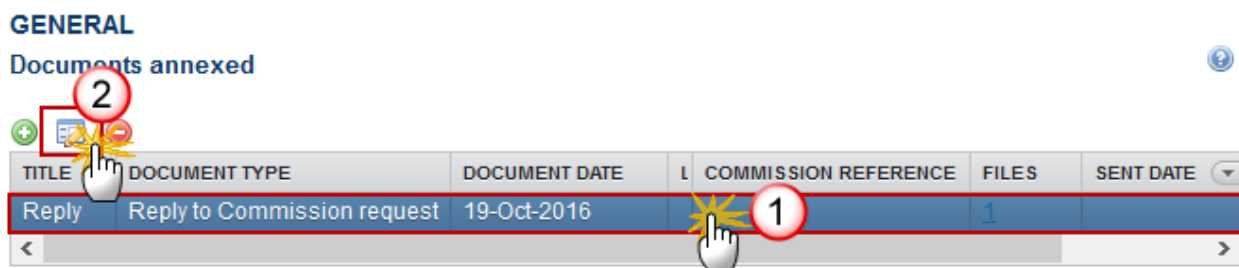 GENERAL
Documents annexed
2
TITLE DOCUMENT TYPE DOCUMENT DATE L COMMISSION REFERENCE FILES SENT DATE
Reply Reply to Commission request 19-Oct-2016 1 1